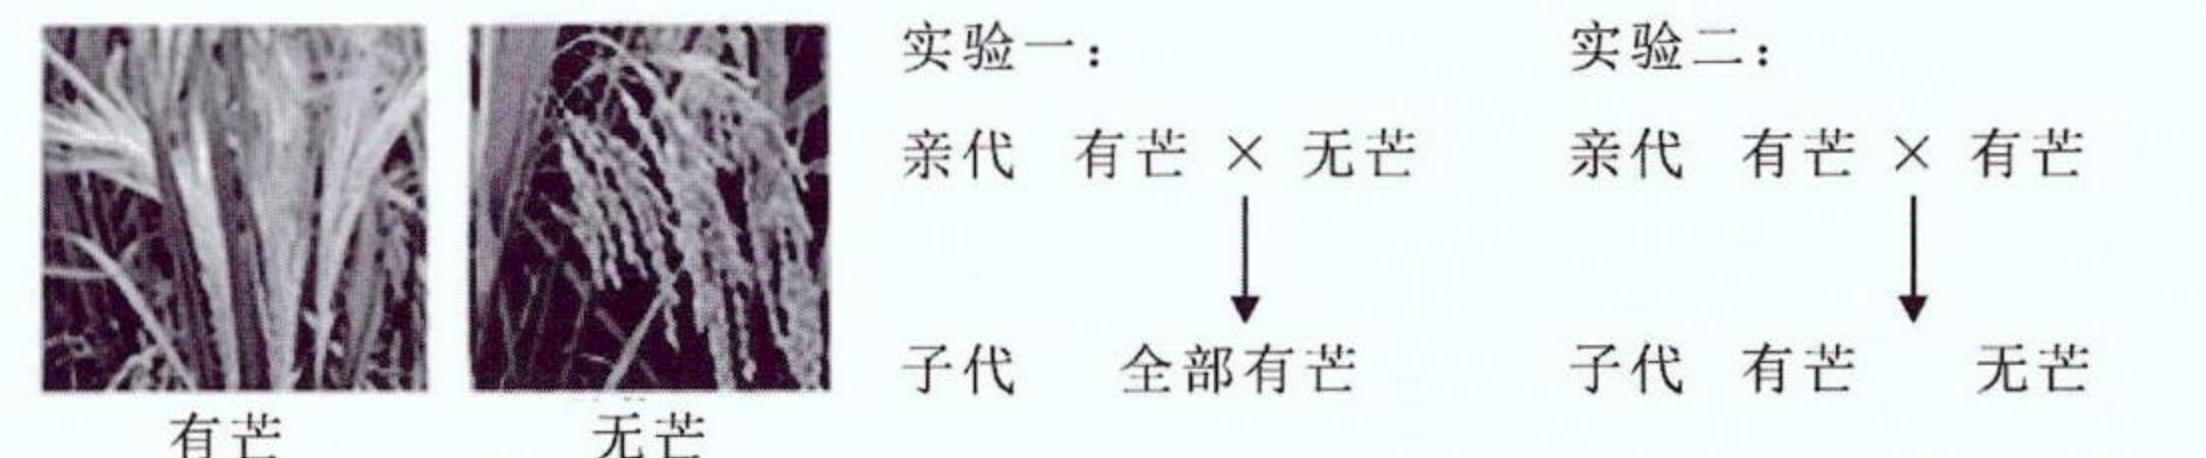 有芒
无芒
实验一：
亲代 有芒 × 无芒
子代 全部有芒
实验二：
亲代 有芒 × 有芒
子代 有芒 无芒